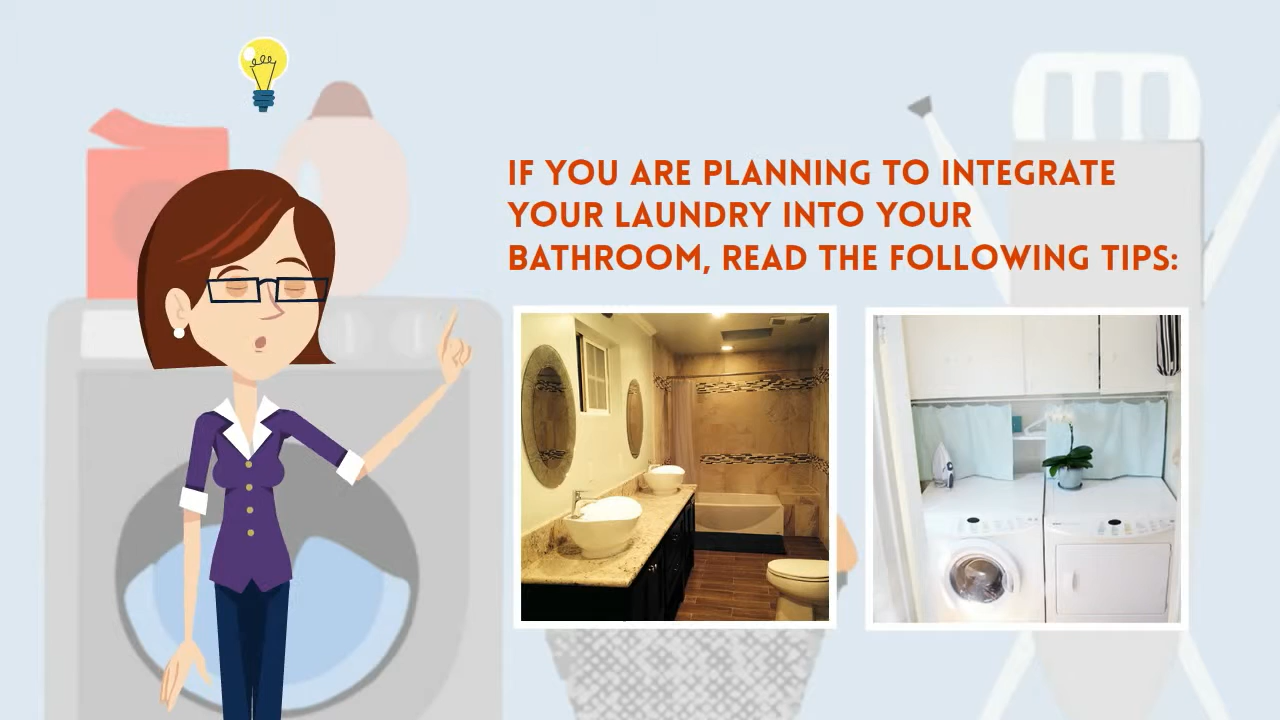 IF YOU ARE PLANNING TO INTEGRATE
YOUR LAUNDRY INTO YOUR
BATHROOM, READ THE FOLLOWING TIPS: